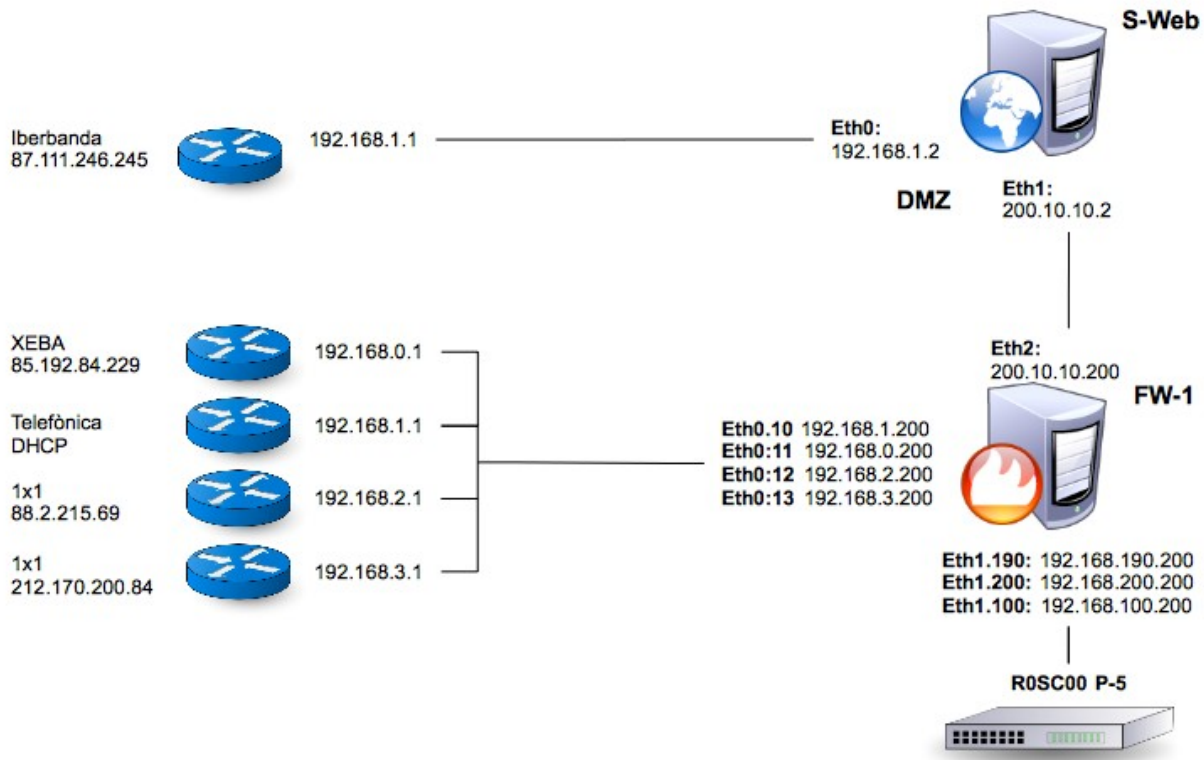 S-Web
Iberbanda
87.111.246.245
192.168.1.1
Eth0:
192.168.1.2
DMZ
Eth1:
200.10.10.2
XEBA
85.192.84.229
192.168.0.1
Telefònica
DHCP
192.168.1.1
1x1
88.2.215.69
192.168.2.1
1x1
212.170.200.84
192.168.3.1
Eth2:
200.10.10.200
FW-1
Eth0.10 192.168.1.200
Eth0:11 192.168.0.200
Eth0:12 192.168.2.200
Eth0:13 192.168.3.200
Eth1.190: 192.168.190.200
Eth1.200: 192.168.200.200
Eth1.100: 192.168.100.200
R0SC00 P-5